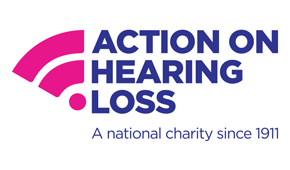 ACTION ON
HEARING
LOSS
A national charity since 1911